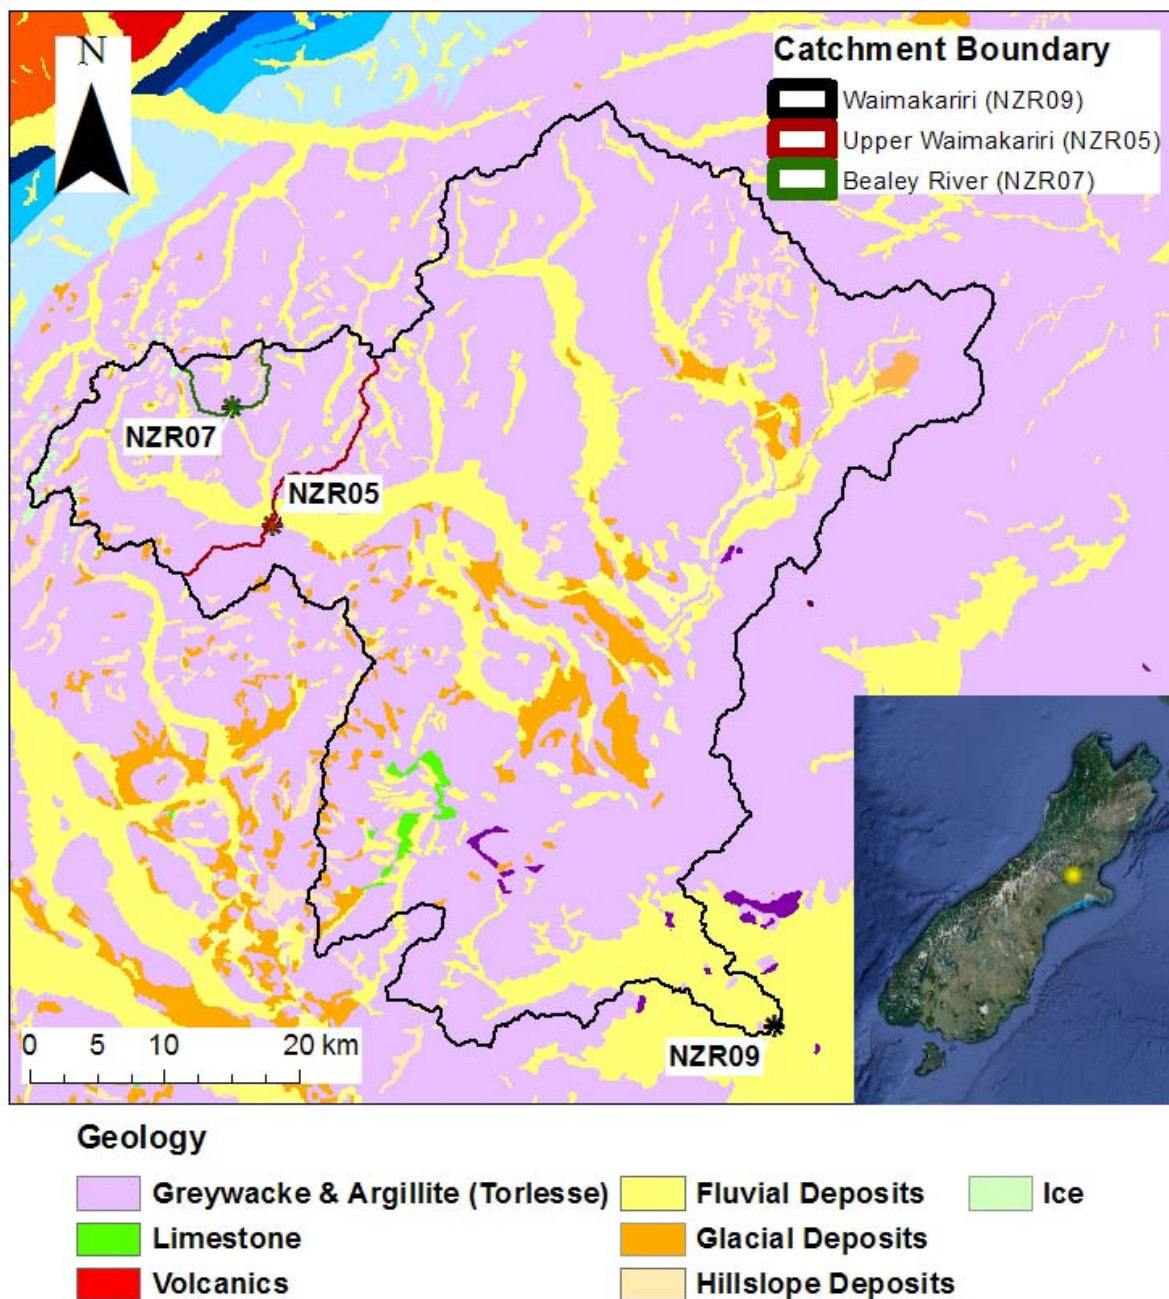 N
Catchment Boundary
Waimakariri (NZR09)
Upper Waimakariri (NZR05)
Bealey River (NZR07)
NZR07
NZR05
NZR09
0 5 10 20 km
Geology
Greywacke & Argillite (Torlesse)
Fluvial Deposits
Ice
Limestone
Glacial Deposits
Volcanics
Hillslope Deposits